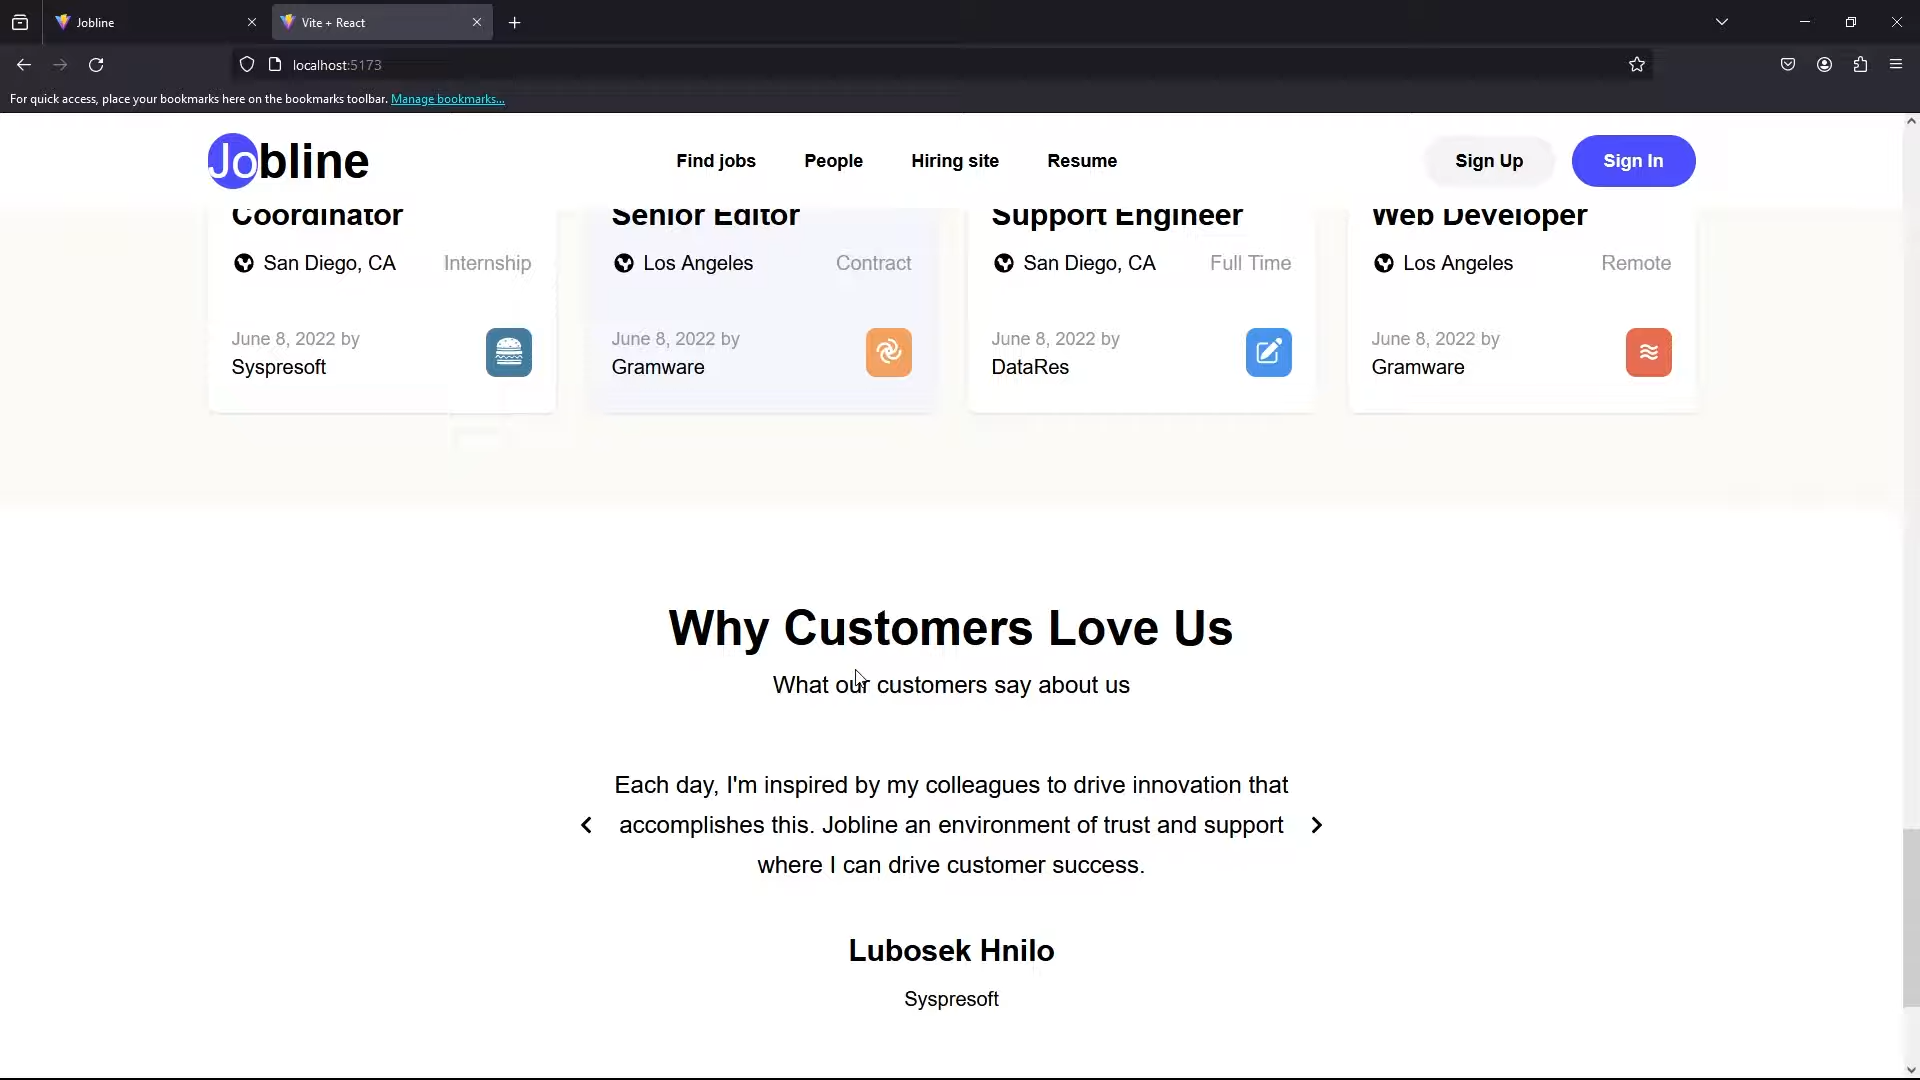 Jobline
Vite + React
localhost:5173
For quick access, place your bookmarks here on the bookmarks toolbar. Manage bookmarks...
Jobline
Find jobs
People
Hiring site
Resume
Sign Up
Sign In
Coordinator
Senior Editor
Support Engineer
Web Developer
San Diego, CA
Internship
Los Angeles
Contract
San Diego, CA
Full Time
Los Angeles
Remote
June 8, 2022 by
Syspresoft
June 8, 2022 by
Gramware
June 8, 2022 by
DataRes
June 8, 2022 by
Gramware
Why Customers Love Us
What our customers say about us
Each day, I'm inspired by my colleagues to drive innovation that
accomplishes this. Jobline an environment of trust and support
where I can drive customer success.
Lubosek Hnilo
Syspresoft